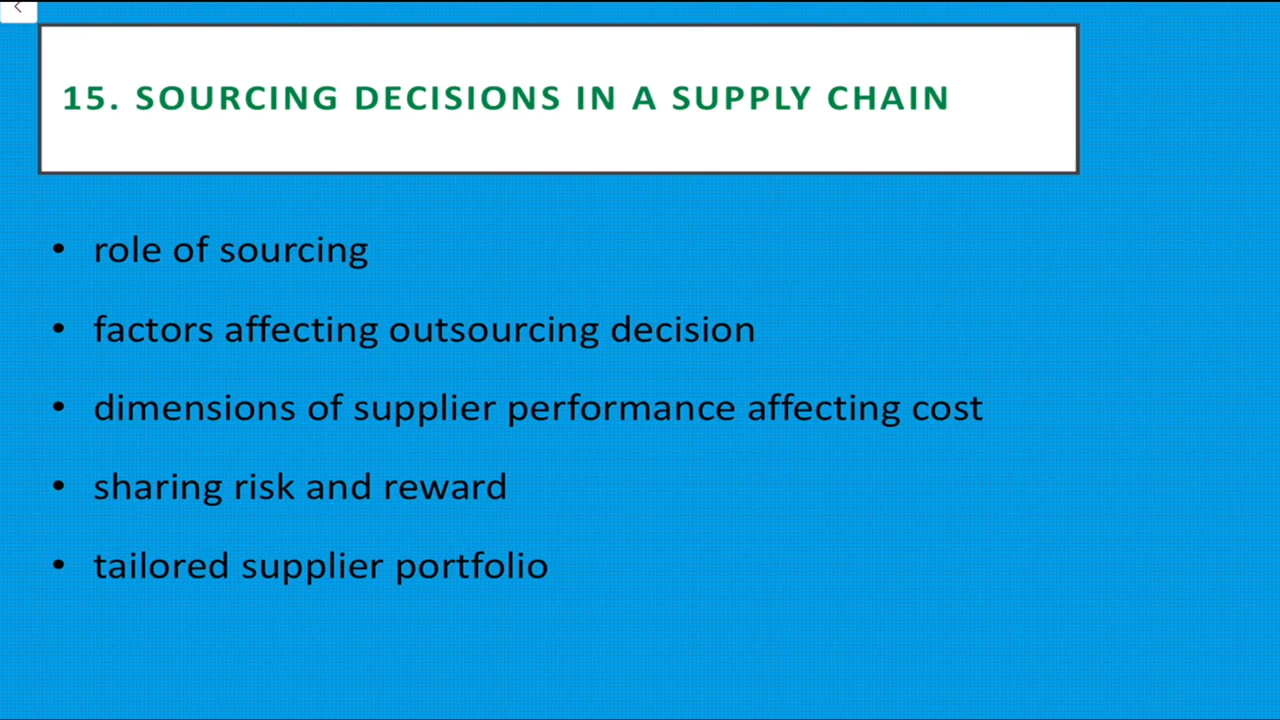 15. SOURCING DECISIONS IN A SUPPLY CHAIN
• role of sourcing
• factors affecting outsourcing decision
• dimensions of supplier performance affecting cost
• sharing risk and reward
• tailored supplier portfolio